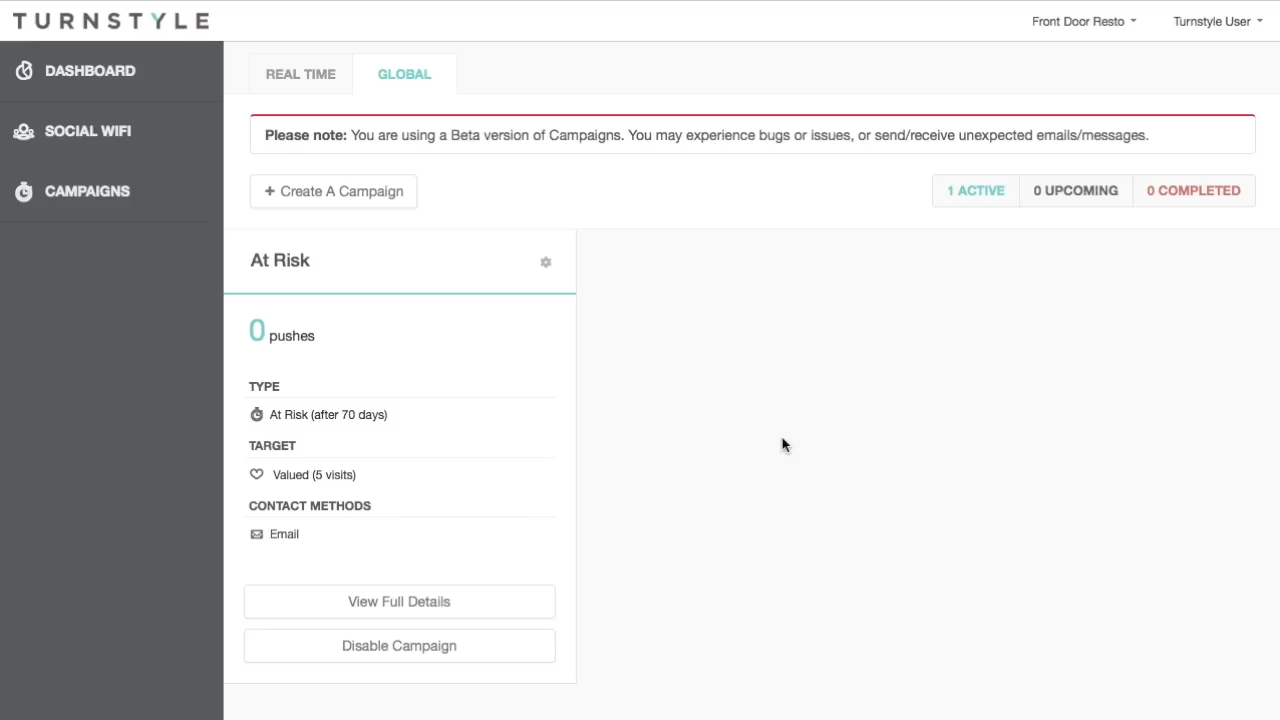 TURNSTYLE
Front Door Resto
Turnstyle User
DASHBOARD
SOCIAL WIFI
CAMPAIGNS
REAL TIME
GLOBAL
Please note: You are using a Beta version of Campaigns. You may experience bugs or issues, or send/receive unexpected emails/messages.
+ Create A Campaign
1 ACTIVE
0 UPCOMING
0 COMPLETED
At Risk
0 pushes
TYPE
At Risk (after 70 days)
TARGET
Valued (5 visits)
CONTACT METHODS
Email
View Full Details
Disable Campaign